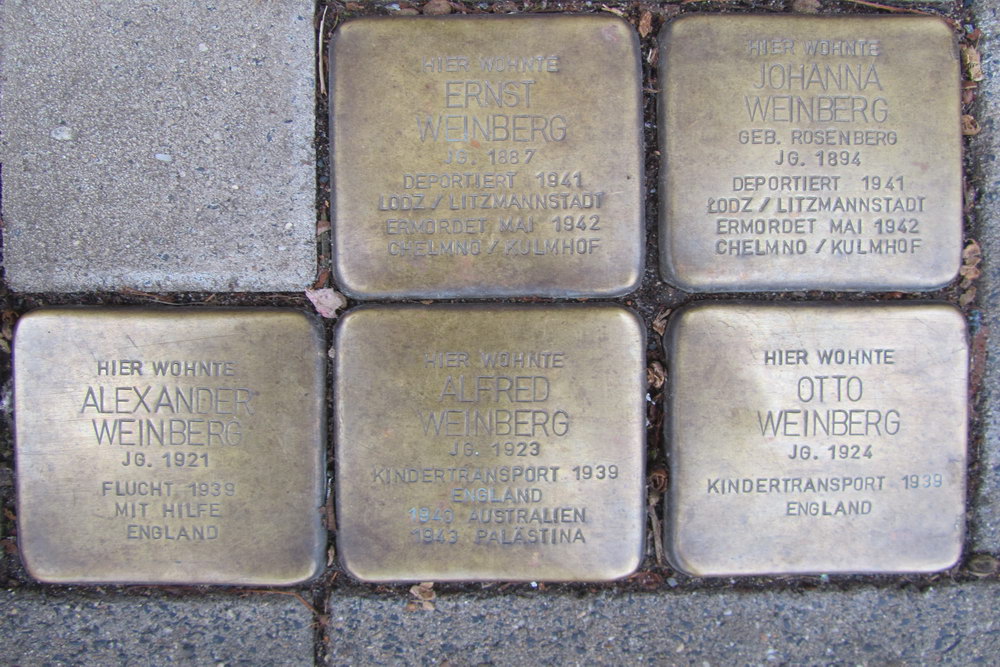 HIER WOHNTE
ERNST
WEINBERG
JG. 1887
DEPORTIERT 1941
LODZ / LITZMANNSTADT
ERMORDET MAI 1942
CHELMNO / KULMHOF
HIER WOHNTE
JOHANNA
WEINBERG
GEB. ROSENBERG
JG. 1894
DEPORTIERT 1941
LODZ / LITZMANNSTADT
ERMORDET MAI 1942
CHELMNO / KULMHOF
HIER WOHNTE
ALEXANDER
WEINBERG
JG. 1921
FLUCHT 1939
MIT HILFE
ENGLAND
HIER WOHNTE
ALFRED
WEINBERG
JG. 1923
KINDERTRANSPORT 1939
ENGLAND
1940 AUSTRALIEN
1943 PALÄSTINA
HIER WOHNTE
OTTO
WEINBERG
JG. 1924
KINDERTRANSPORT 1939
ENGLAND